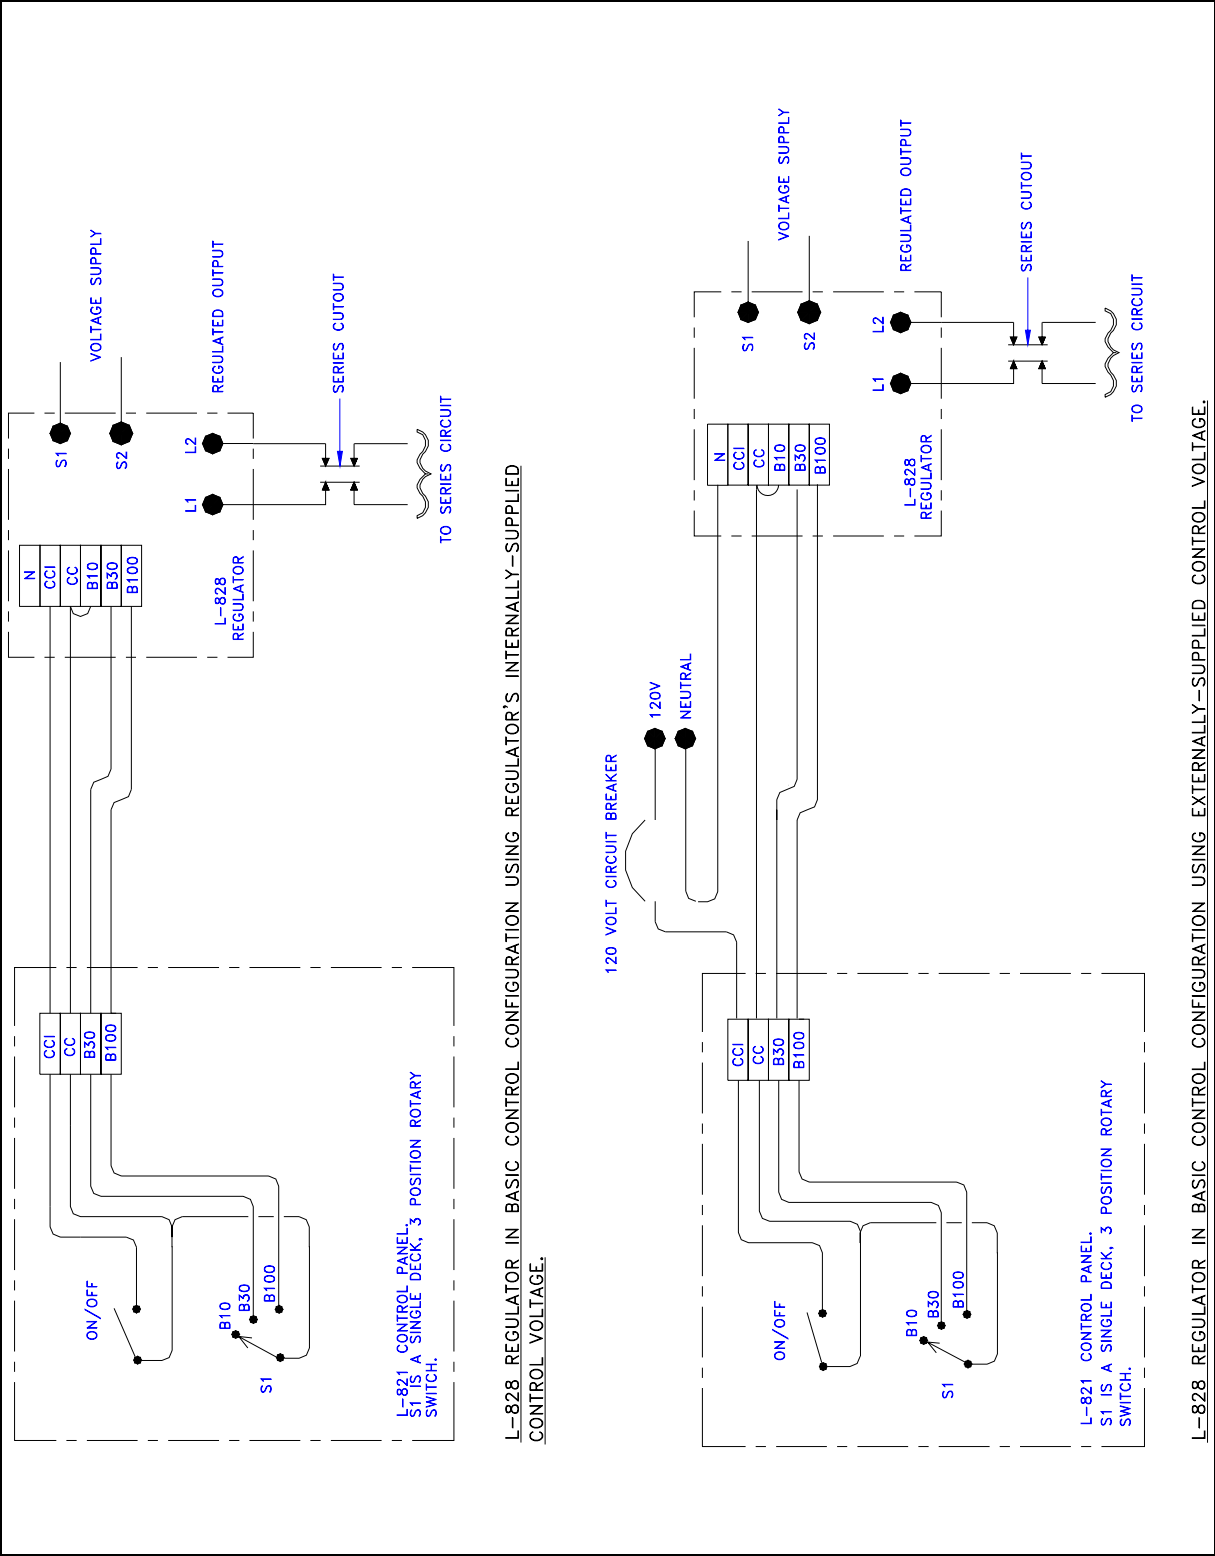 ON/OFF
S1
B10
B30
B100
L-821 CONTROL PANEL.
S1 IS A SINGLE DECK, 3 POSITION ROTARY
SWITCH.
CCI
CC
B30
B100
N
CCI
CC
B10
B30
B100
L-828
REGULATOR
S1
S2
VOLTAGE SUPPLY
L1
L2
REGULATED OUTPUT
SERIES CUTOUT
TO SERIES CIRCUIT
L-828 REGULATOR IN BASIC CONTROL CONFIGURATION USING REGULATOR'S INTERNALLY-SUPPLIED
CONTROL VOLTAGE.
120 VOLT CIRCUIT BREAKER
120V
NEUTRAL
ON/OFF
S1
B10
B30
B100
L-821 CONTROL PANEL.
S1 IS A SINGLE DECK, 3 POSITION ROTARY
SWITCH.
CCI
CC
B30
B100
N
CCI
CC
B10
B30
B100
L-828
REGULATOR
S1
S2
VOLTAGE SUPPLY
L1
L2
REGULATED OUTPUT
SERIES CUTOUT
TO SERIES CIRCUIT
L-828 REGULATOR IN BASIC CONTROL CONFIGURATION USING EXTERNALLY-SUPPLIED CONTROL VOLTAGE.